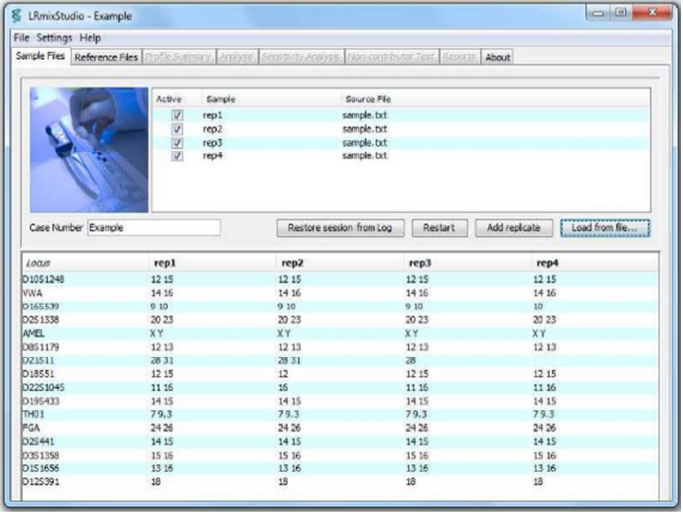 LRmixStudio - Example
File Settings Help
Sample Files Reference Files Profile Summary Analysis Sensitivity Analysis Non-contributor Test Reports About
Active Sample Source File
rep1 sample.txt
rep2 sample.txt
rep3 sample.txt
rep4 sample.txt
Case Number Example Restore session from Log Restart Add replicate Load from file...
Locus rep1 rep2 rep3 rep4
D10S1248 12 15 12 15 12 15 12 15
VWA 14 16 14 16 14 16 14 16
D16S539 9 10 9 10 9 10 10
D2S1338 20 23 20 23 20 23 20 23
AMEL X Y X Y X Y X Y
D8S1179 12 13 12 13 12 13 12 13
D21S11 28 31 28 31 28
D18S51 12 15 12 12 15 12 15
D22S1045 11 16 16 11 16 11 16
D19S433 14 15 14 15 14 15 14 15
TH01 7 9.3 7 9.3 7 9.3 7 9.3
FGA 24 26 24 26 24 26 24 26
D2S441 14 15 14 15 14 15 14 15
D3S1358 15 16 15 16 15 16 15 16
D1S1656 13 16 13 16 13 16 13 16
D12S391 18 18 18 18